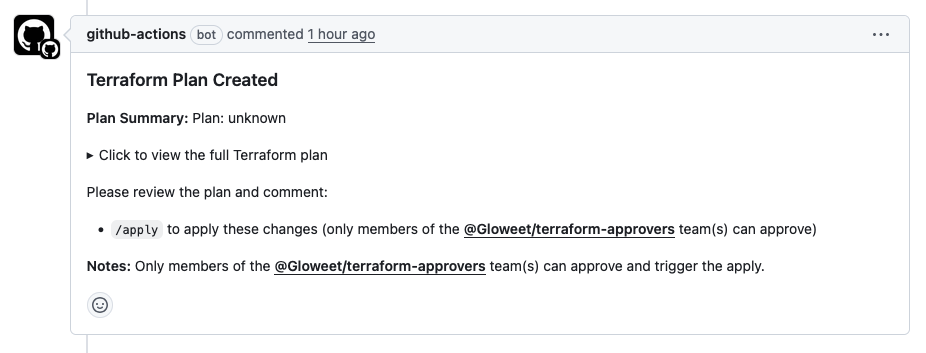 github-actions bot commented 1 hour ago
Terraform Plan Created
Plan Summary: Plan: unknown
Click to view the full Terraform plan
Please review the plan and comment:
/apply to apply these changes (only members of the @Gloweet/terraform-approvers team(s) can approve)
Notes: Only members of the @Gloweet/terraform-approvers team(s) can approve and trigger the apply.